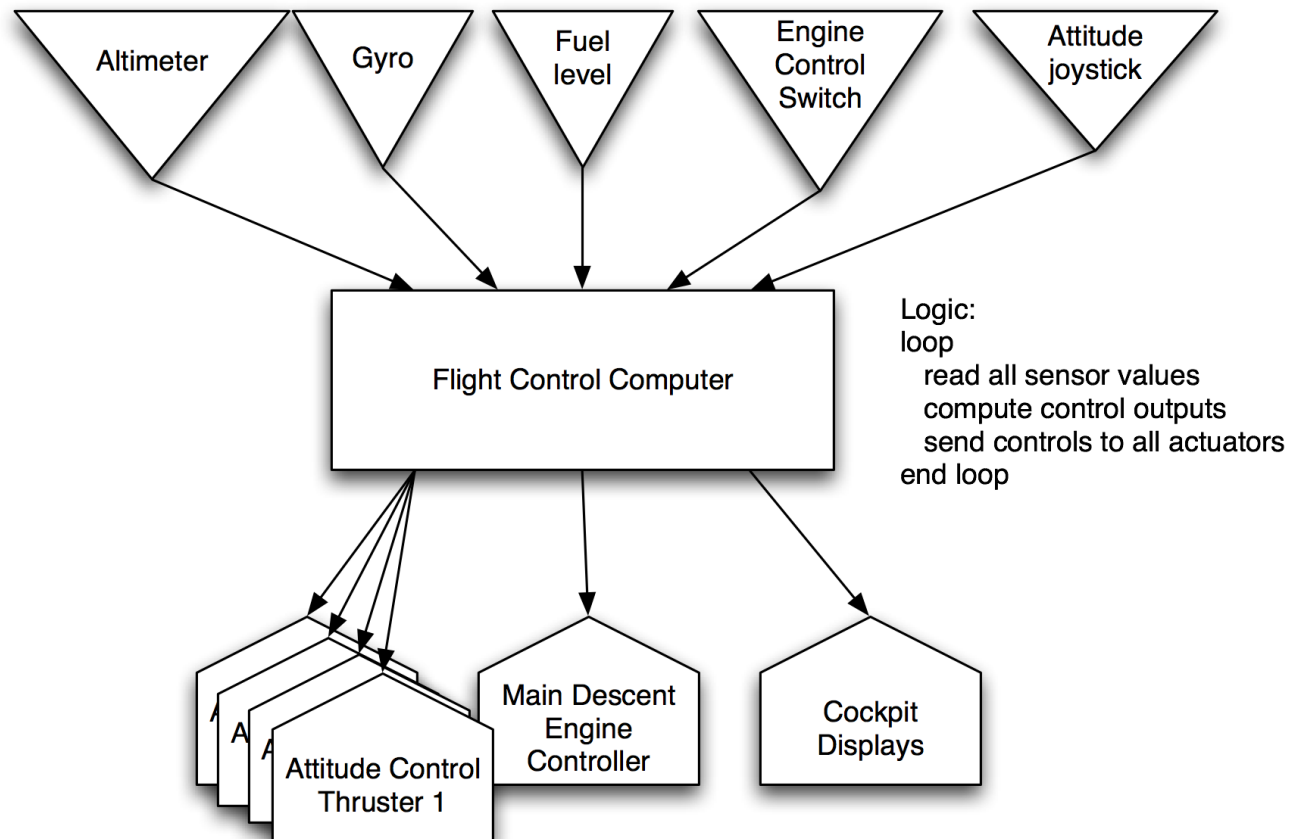 Altimeter
Gyro
Fuel
level
Engine
Control
Switch
Attitude
joystick
Flight Control Computer
Logic:
loop
read all sensor values
compute control outputs
send controls to all actuators
end loop
A
A
A
Attitude Control
Thruster 1
Main Descent
Engine
Controller
Cockpit
Displays